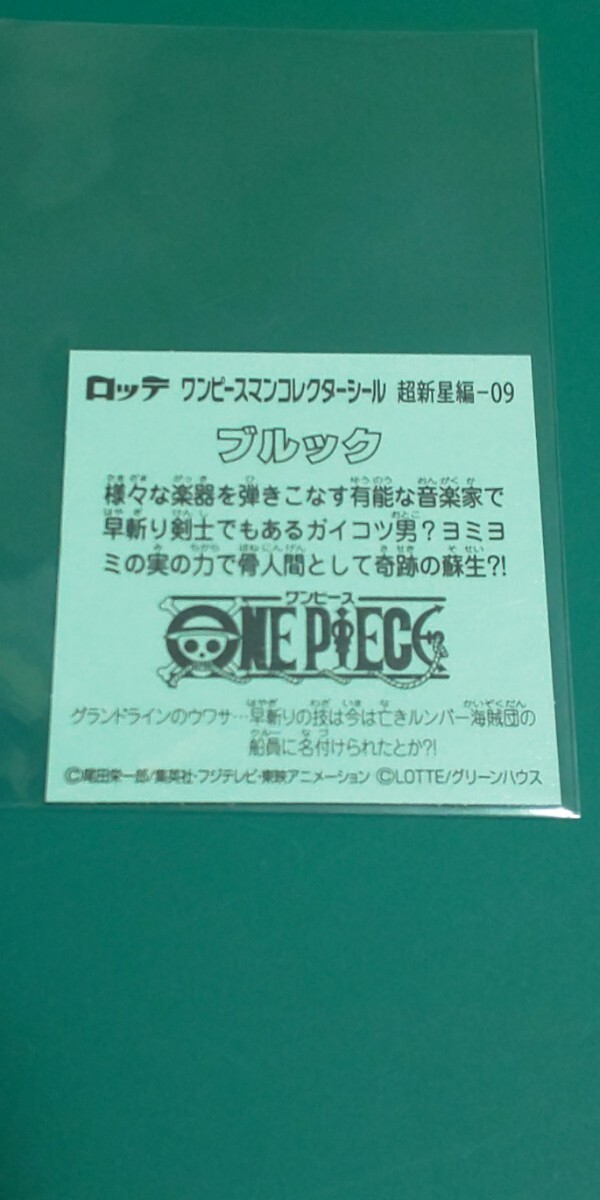 ロッテ ワンピースマンコレクターシール 超新星編-09
ブルック
様々な楽器を弾きこなす有能な音楽家で
早斬り剣士でもあるガイコツ男?ヨミヨ
ミの実の力で骨人間として奇跡の蘇生?!
ワンピース
ONE PIECE
グランドラインのウワサ…早斬りの技は今は亡きルンバー海賊団の
船員に名付けられたとか?!
©尾田栄一郎/集英社・フジテレビ・東映アニメーション ©LOTTE/グリーンハウス